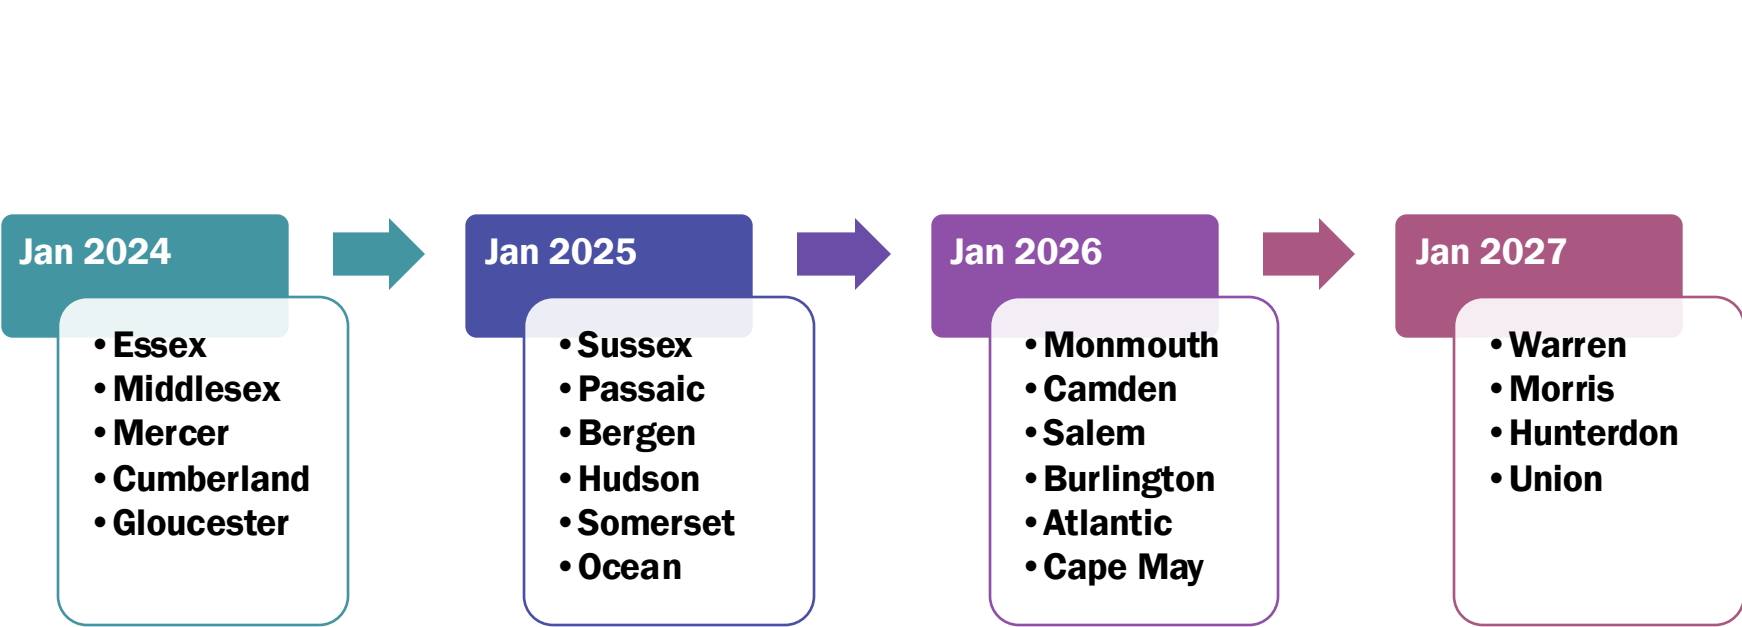 Jan 2024
• Essex
• Middlesex
• Mercer
• Cumberland
• Gloucester
Jan 2025
• Sussex
• Passaic
• Bergen
• Hudson
• Somerset
• Ocean
Jan 2026
• Monmouth
• Camden
• Salem
• Burlington
• Atlantic
• Cape May
Jan 2027
• Warren
• Morris
• Hunterdon
• Union